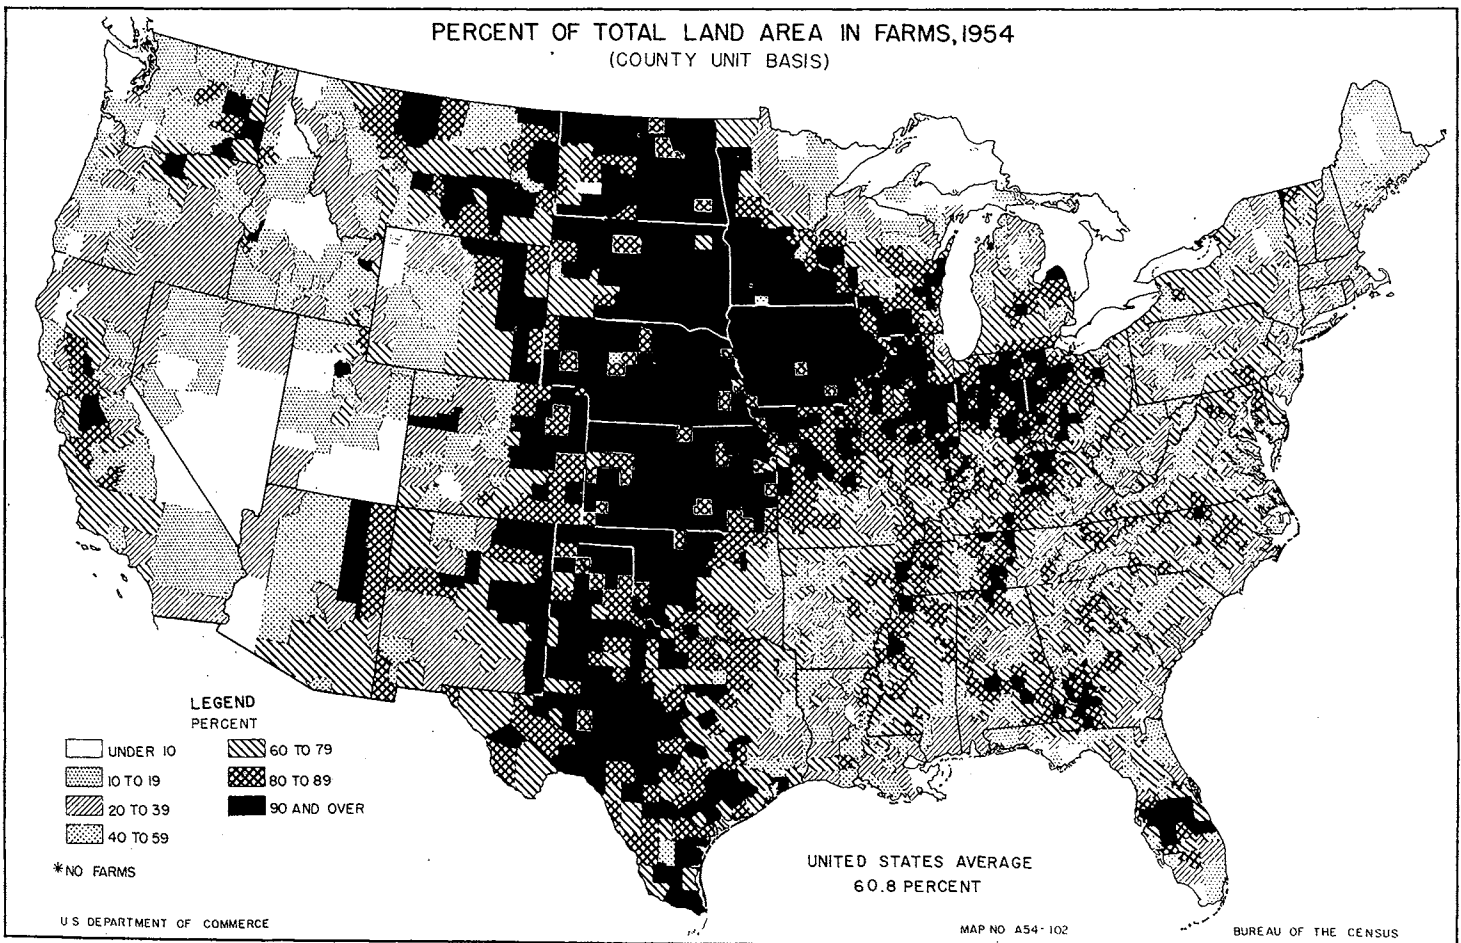 PERCENT OF TOTAL LAND AREA IN FARMS, 1954
(COUNTY UNIT BASIS)
LEGEND
PERCENT
UNDER 10
10 TO 19
20 TO 39
40 TO 59
60 TO 79
80 TO 89
90 AND OVER
*NO FARMS
UNITED STATES AVERAGE
60.8 PERCENT
U S DEPARTMENT OF COMMERCE
MAP NO A54-102
BUREAU OF THE CENSUS